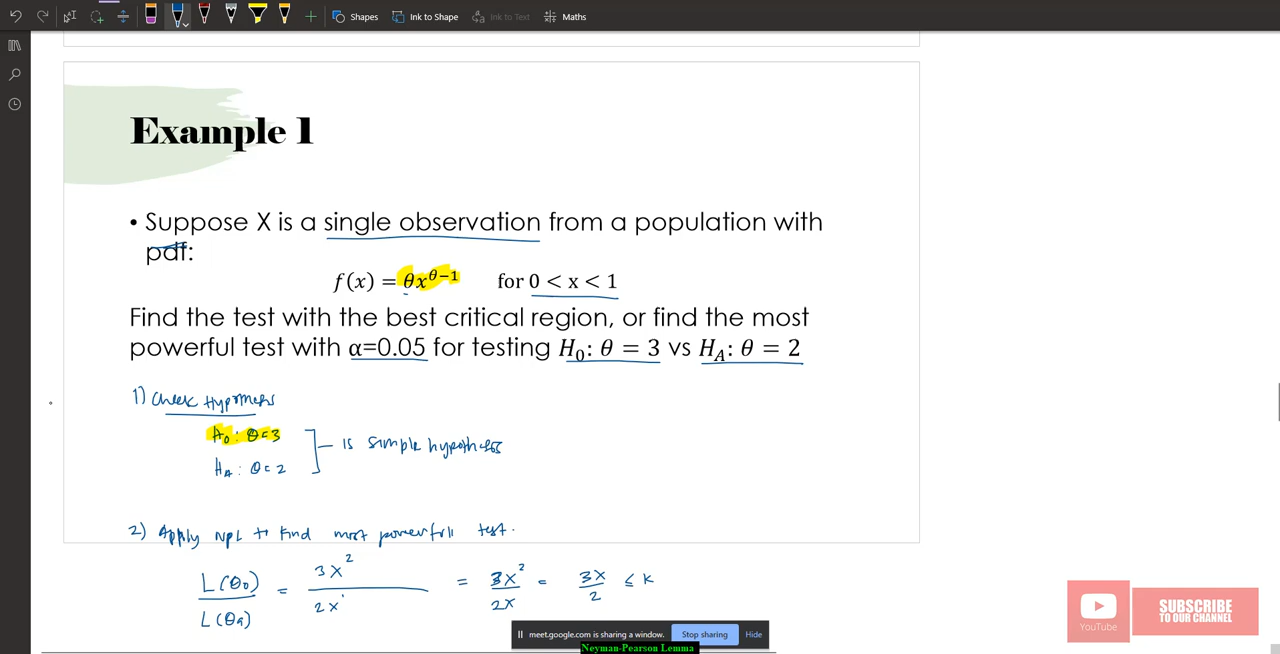 Shapes Ink to Shape Ink to Text Maths
Example 1
• Suppose X is a single observation from a population with
pdf:
f(x) = θx^{θ−1} for 0 < x < 1
Find the test with the best critical region, or find the most
powerful test with α=0.05 for testing H₀: θ = 3 vs H_A: θ = 2
1) Check Hypothesis
H₀: θ = 3
H_A: θ = 2
is simple hypothesis
2) Apply NPL to find most powerful test.
L(θ₀)/L(θa) = 3x²/2x¹ = 3x²/2x = 3x/2 ≤ K
meet.google.com is sharing a window. Stop sharing Hide
Neyman-Pearson Lemma
YouTube
SUBSCRIBE
TO OUR CHANNEL